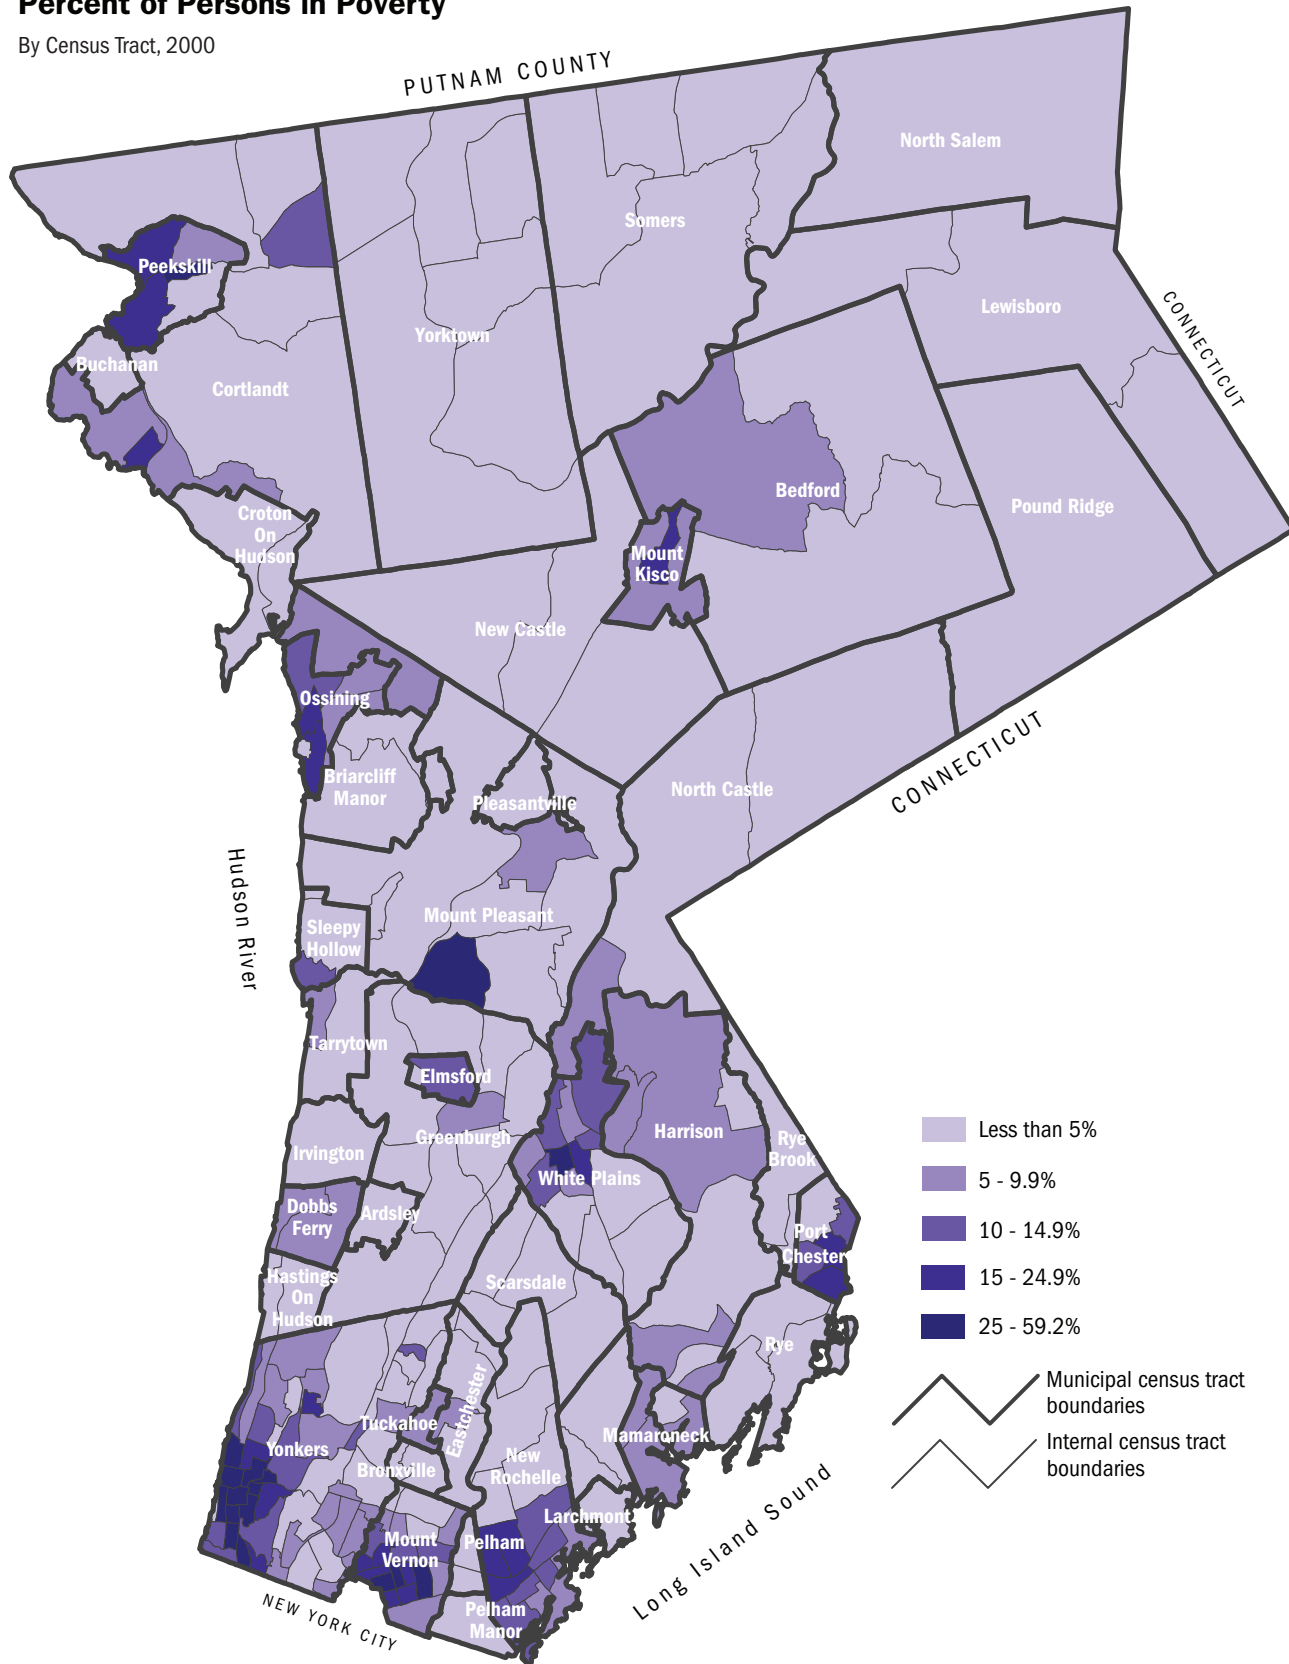 Percent of Persons in Poverty
By Census Tract, 2000
PUTNAM COUNTY
North Salem
Somers
Peekskill
Lewisboro
CONNECTICUT
Yorktown
Buchanan
Cortlandt
Bedford
Pound Ridge
Croton
On
Hudson
Mount
Kisco
New Castle
Ossining
CONNECTICUT
Briarcliff
Manor
North Castle
Pleasantville
Hudson River
Mount Pleasant
Sleepy
Hollow
Tarrytown
Elmsford
Less than 5%
Greenburgh
Harrison
Rye
Brook
Irvington
White Plains
5 - 9.9%
Dobbs
Ferry
Ardsley
10 - 14.9%
Port
Chester
Hastings
On
Hudson
Scarsdale
15 - 24.9%
25 - 59.2%
Rye
Municipal census tract
boundaries
Eastchester
Tuckahoe
Mamaroneck
Internal census tract
boundaries
Yonkers
Bronxville
New
Rochelle
Larchmont
Long Island Sound
Mount
Vernon
Pelham
Pelham
Manor
NEW YORK CITY